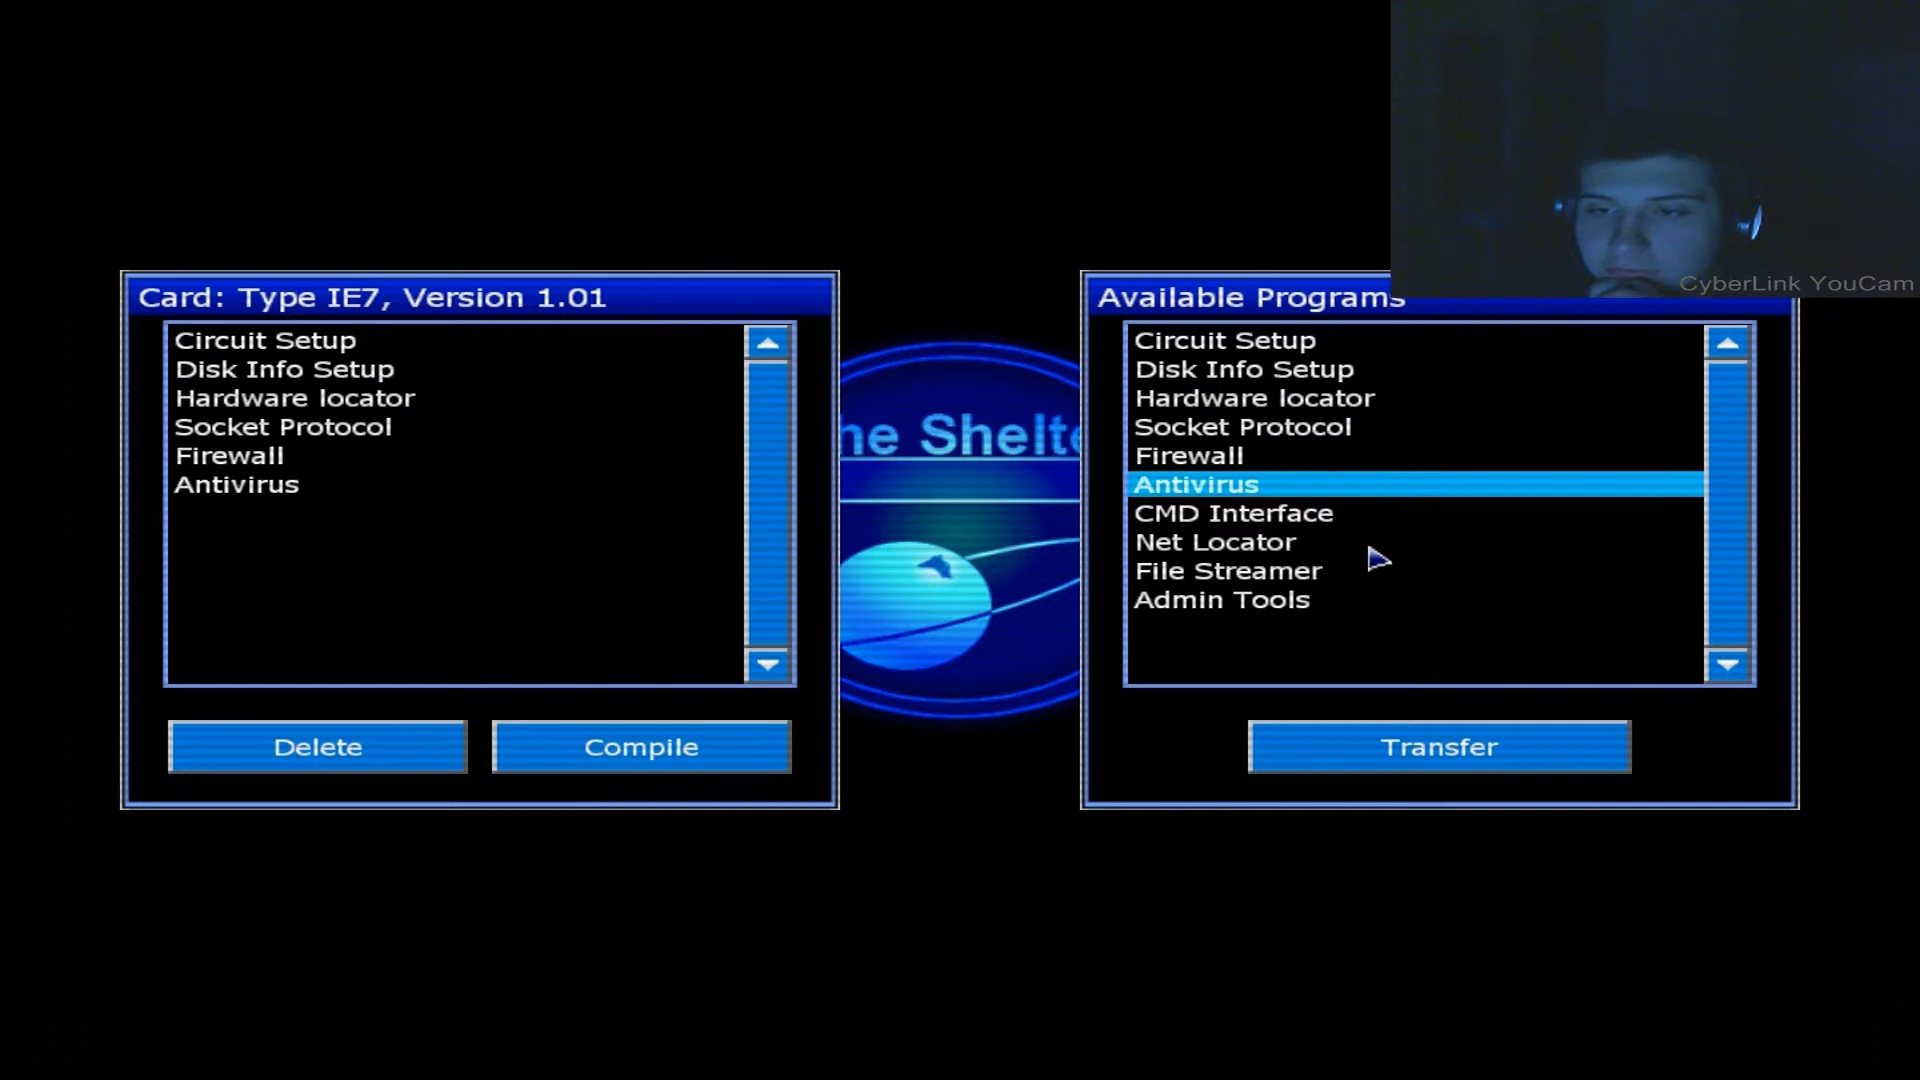 CyberLink YouCam
Card: Type IE7, Version 1.01
Circuit Setup
Disk Info Setup
Hardware locator
Socket Protocol
Firewall
Antivirus
Delete
Compile
he Shelte
Available Programs
Circuit Setup
Disk Info Setup
Hardware locator
Socket Protocol
Firewall
Antivirus
CMD Interface
Net Locator
File Streamer
Admin Tools
Transfer